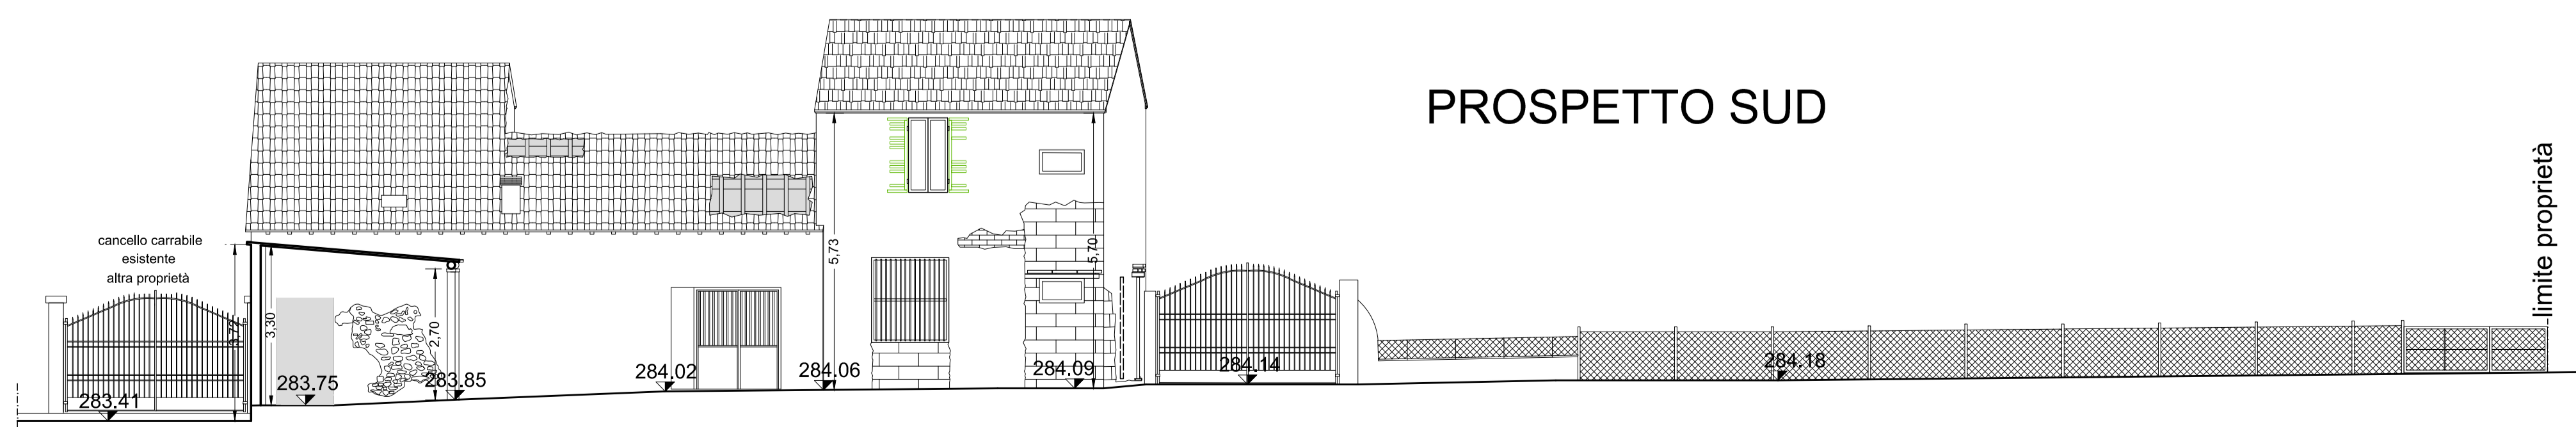 PROSPETTO SUD
limite proprietà
cancello carrabile
esistente
altra proprietà
5,73
5,70
3,72
3,30
2,70
283.41
283.75
283.85
284.02
284.06
284.09
284.14
284.18